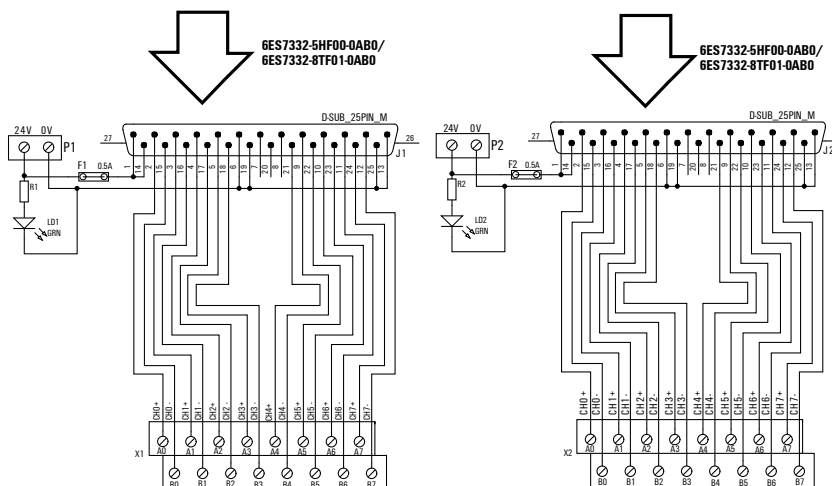 6ES7332-5HF00-0AB0/
6ES7332-8TF01-0AB0
D-SUB_25PIN_M
27
26
J1
24V 0V
P1
F1 0.5A
R1
LD1
GRN
1 14 2 15 3 16 4 17 5 18 6 19 7 20 8 21 9 22 10 23 11 24 12 25 13
CH0+ CH0- CH1+ CH1- CH2+ CH2- CH3+ CH3- CH4+ CH4- CH5+ CH5- CH6+ CH6- CH7+ CH7-
X1
A0 A1 A2 A3 A4 A5 A6 A7
B0 B1 B2 B3 B4 B5 B6 B7
6ES7332-5HF00-0AB0/
6ES7332-8TF01-0AB0
D-SUB_25PIN_M
27
J2
24V 0V
P2
F2 0.5A
R2
LD2
GRN
1 14 2 15 3 16 4 17 5 18 6 19 7 20 8 21 9 22 10 23 11 24 12 25 13
CH0+ CH0- CH1+ CH1- CH2+ CH2- CH3+ CH3- CH4+ CH4- CH5+ CH5- CH6+ CH6- CH7+ CH7-
X2
A0 A1 A2 A3 A4 A5 A6 A7
B0 B1 B2 B3 B4 B5 B6 B7